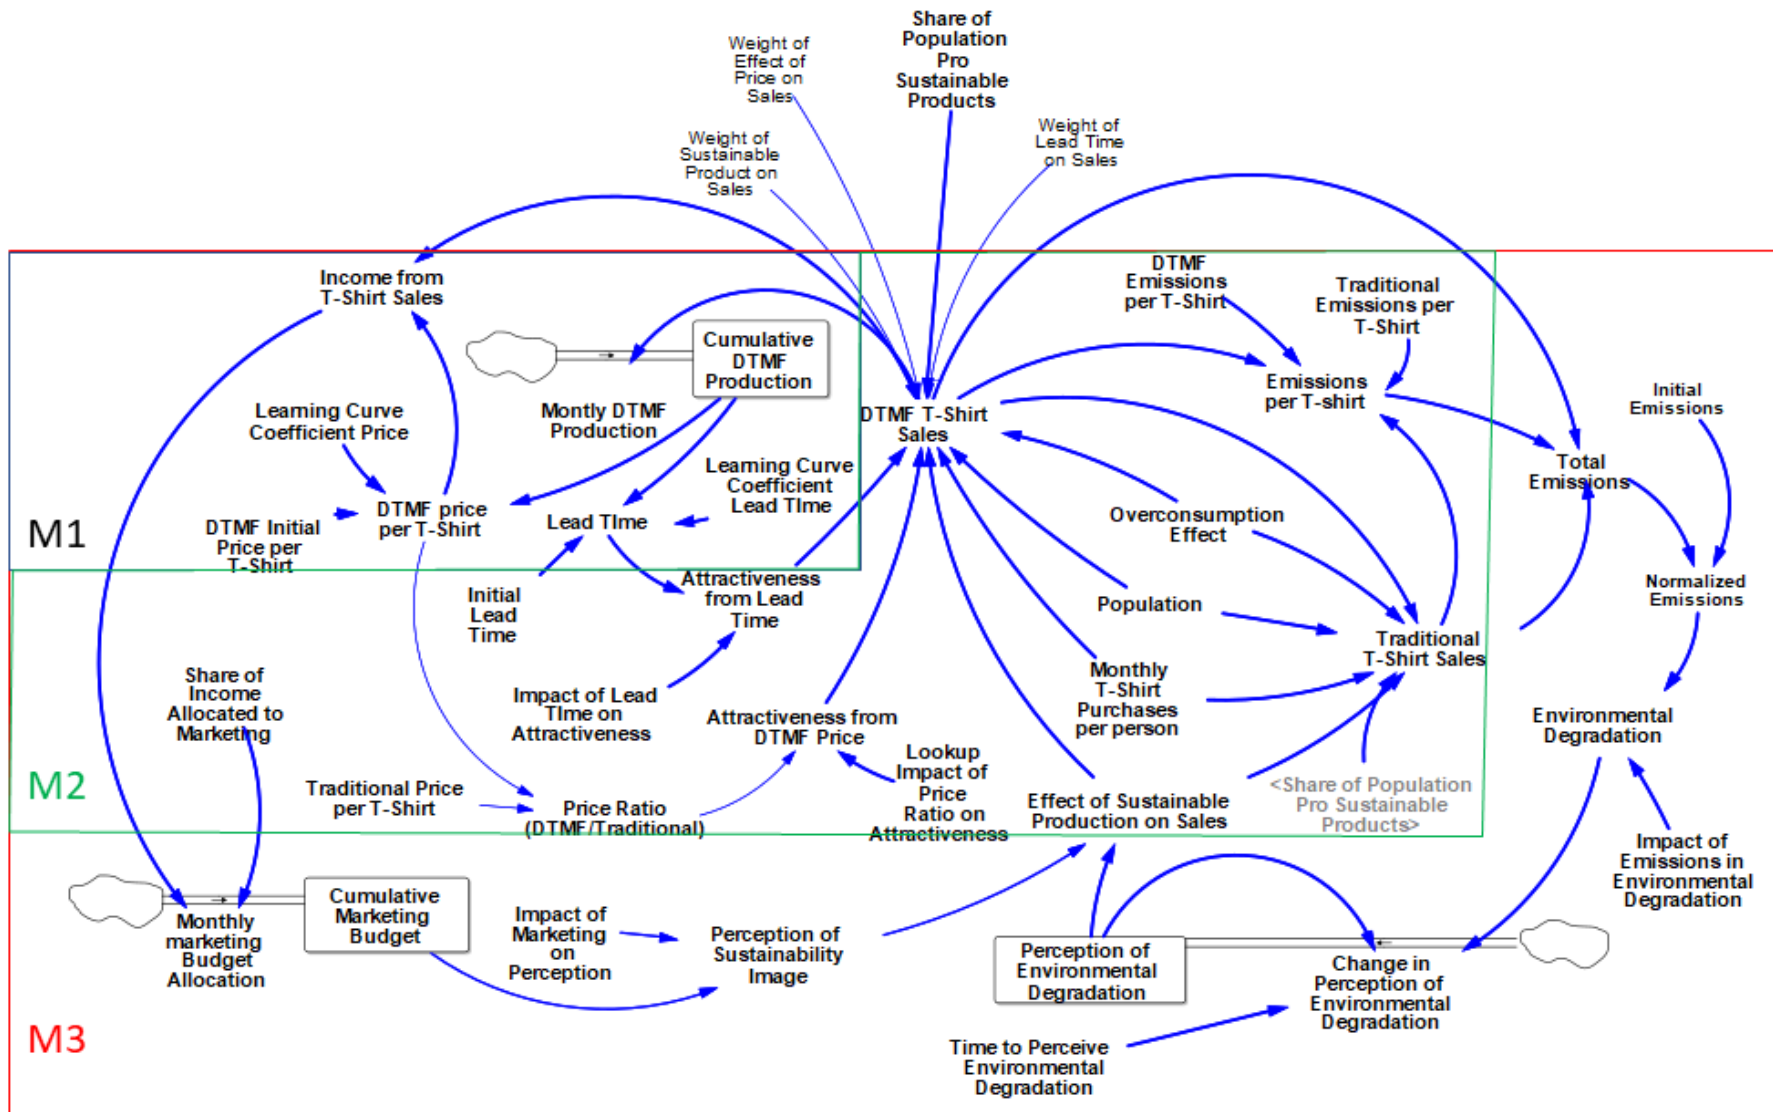 Share of
Population
Pro
Sustainable
Products
Weight of
Effect of
Price on
Sales
Weight of
Lead Time
on Sales
Weight of
Sustainable
Product on
Sales
Income from
T-Shirt Sales
DTMF
Emissions
per T-Shirt
Traditional
Emissions per
T-Shirt
Cumulative
DTMF
Production
Montly DTMF
Production
Learning Curve
Coefficient Price
DTMF T-Shirt
Sales
Emissions
per T-shirt
Initial
Emissions
Total
Emissions
Learning Curve
Coefficient
Lead TIme
DTMF price
per T-Shirt
DTMF Initial
Price per
T-Shirt
Lead TIme
Overconsumption
Effect
M1
Initial
Lead
Time
Attractiveness
from Lead
Time
Population
Normalized
Emissions
Traditional
T-Shirt Sales
Share of
Income
Allocated to
Marketing
Impact of Lead
TIme on
Attractiveness
Monthly
T-Shirt
Purchases
per person
Attractiveness from
DTMF Price
Environmental
Degradation
M2
Traditional Price
per T-Shirt
Price Ratio
(DTMF/Traditional)
Lookup
Impact of
Price
Ratio on
Attractiveness
Effect of Sustainable
Production on Sales
<Share of Population
Pro Sustainable
Products>
Impact of
Emissions in
Environmental
Degradation
Monthly
marketing
Budget
Allocation
Cumulative
Marketing
Budget
Impact of
Marketing
on
Perception
Perception of
Sustainability
Image
Perception of
Environmental
Degradation
Change in
Perception of
Environmental
Degradation
M3
Time to Perceive
Environmental
Degradation